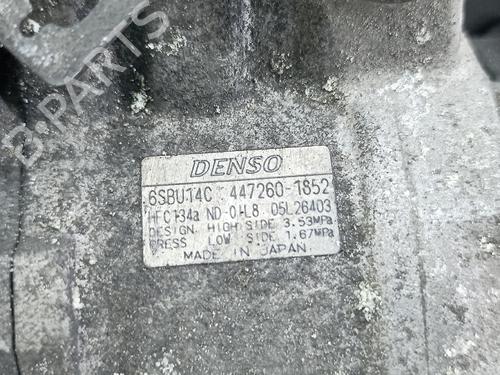 DENSO
6SBU14C 447260-1852
HFC134a ND-OIL8 05L26403
DESIGN HIGH SIDE 3.53MPa
PRESS LOW SIDE 1.67MPa
MADE IN JAPAN
B-PARTS